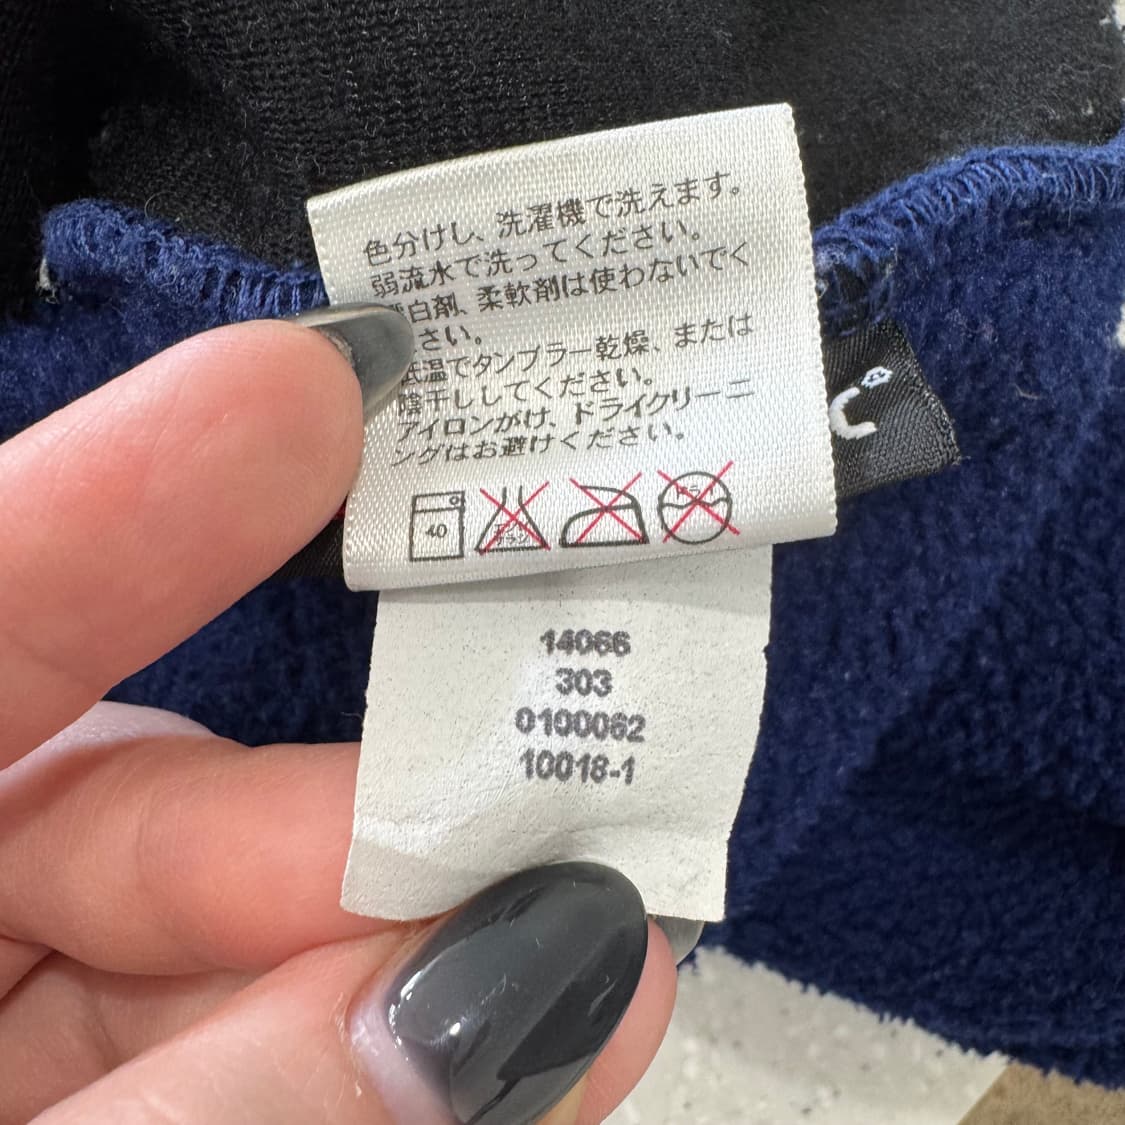 色分けし、洗濯機で洗えます。
弱流水で洗ってください。
白剤、柔軟剤は使わないでく
さい。
低温でタンブラー乾燥、または
陰干ししてください。
アイロンがけ、ドライクリーニ
ングはお避けください。
40
14066
303
0100062
10018-1